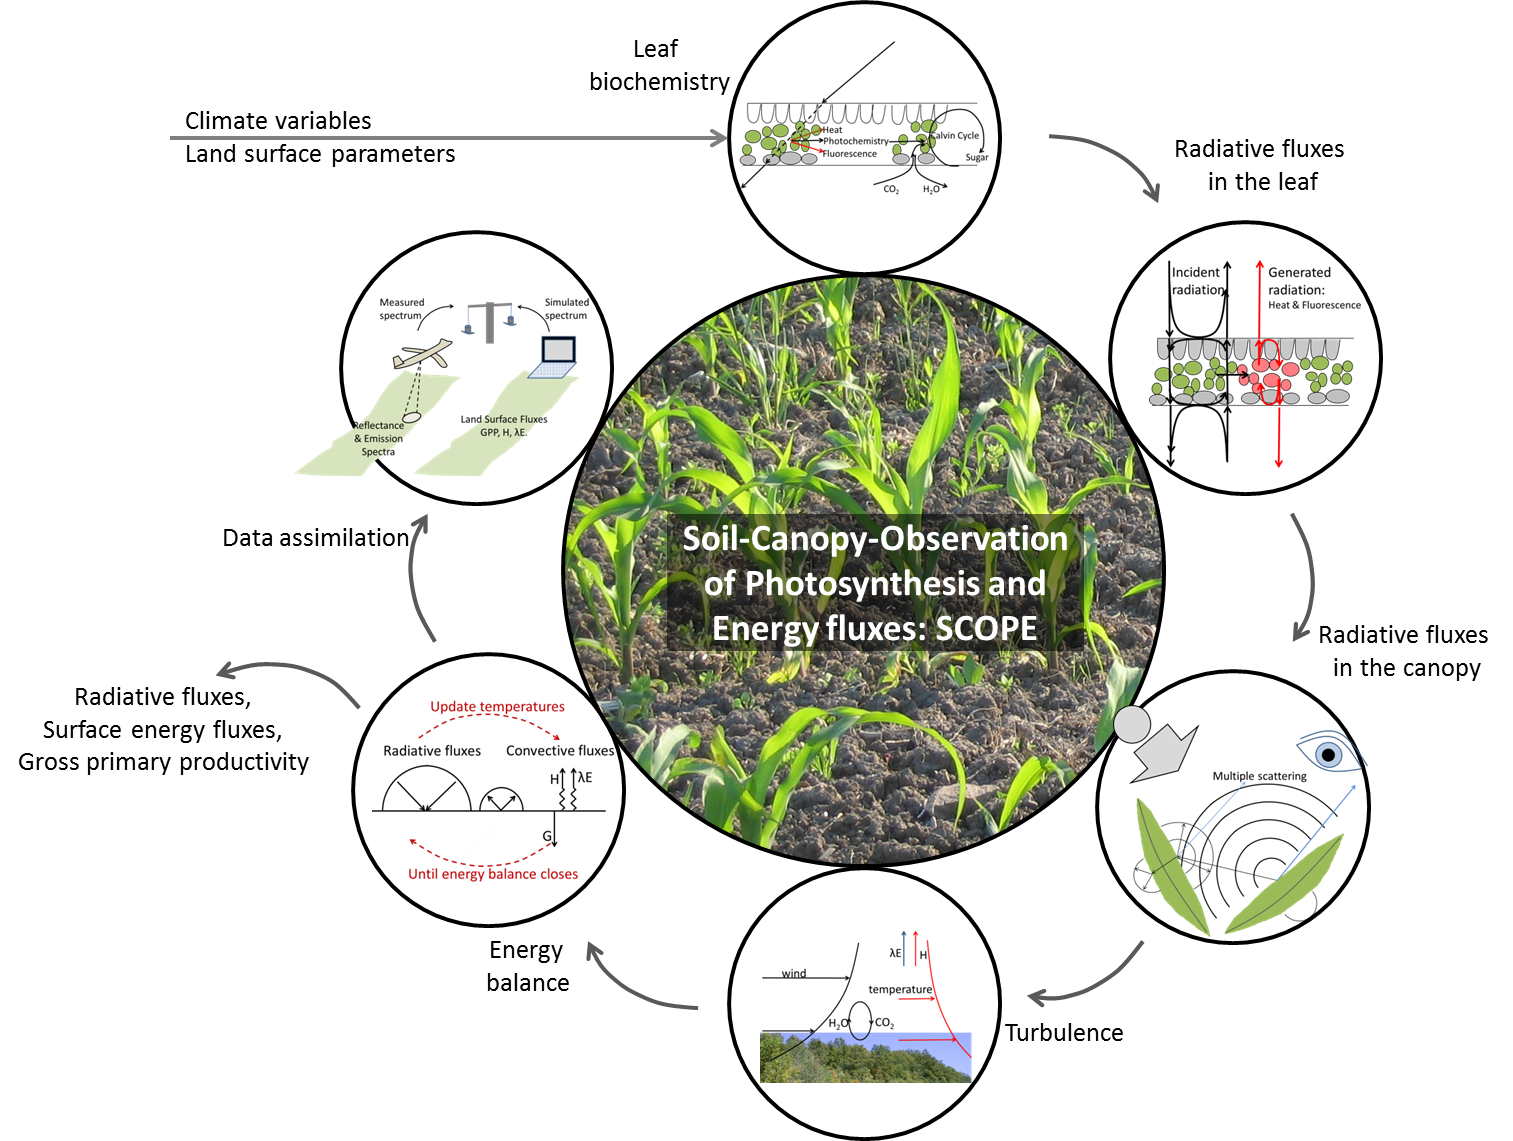 Leaf
biochemistry
Climate variables
Land surface parameters
Heat
Photochemistry
Fluorescence
Calvin Cycle
Sugar
CO2
H2O
Radiative fluxes
in the leaf
Incident
radiation
Generated
radiation:
Heat & Fluorescence
Measured
spectrum
Simulated
spectrum
Reflectance
& Emission
Spectra
Land Surface Fluxes
GPP, H, λE.
Soil-Canopy-Observation
of Photosynthesis and
Energy fluxes: SCOPE
Data assimilation
Radiative fluxes
in the canopy
Multiple scattering
Radiative fluxes,
Surface energy fluxes,
Gross primary productivity
Update temperatures
Radiative fluxes
Convective fluxes
H
λE
G
Until energy balance closes
Energy
balance
wind
λE
H
temperature
H2O
CO2
Turbulence